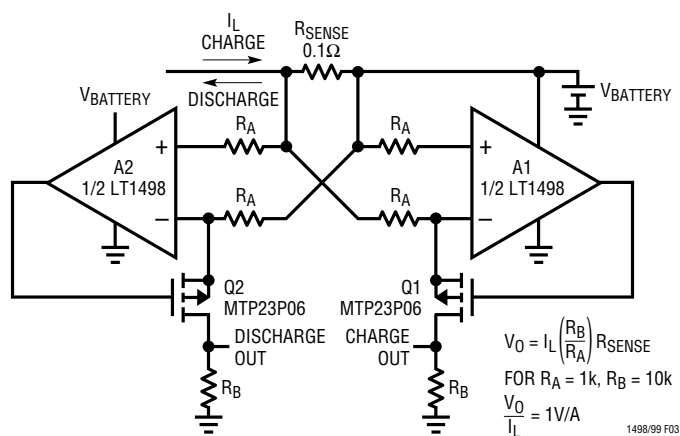 I_L
CHARGE
R_SENSE
0.1Ω
DISCHARGE
V_BATTERY
V_BATTERY
R_A
R_A
+
A2
1/2 LT1498
−
+
A1
1/2 LT1498
−
R_A
R_A
Q2
MTP23P06
Q1
MTP23P06
DISCHARGE
OUT
CHARGE
OUT
R_B
R_B
V_O = I_L (R_B/R_A) R_SENSE
FOR R_A = 1k, R_B = 10k
V_O/I_L = 1V/A
1498/99 F03